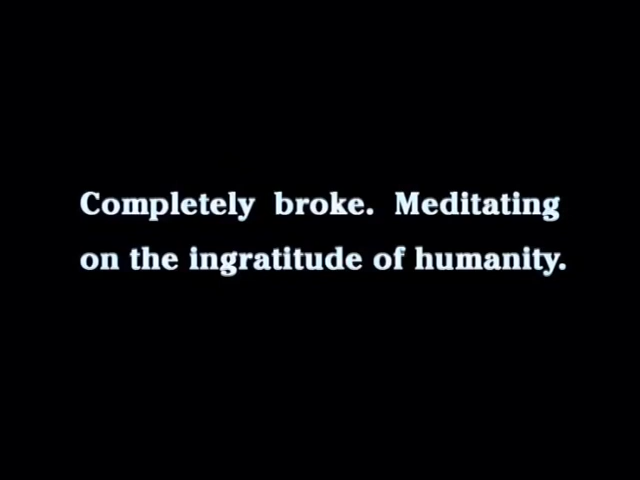 Completely broke. Meditating
on the ingratitude of humanity.